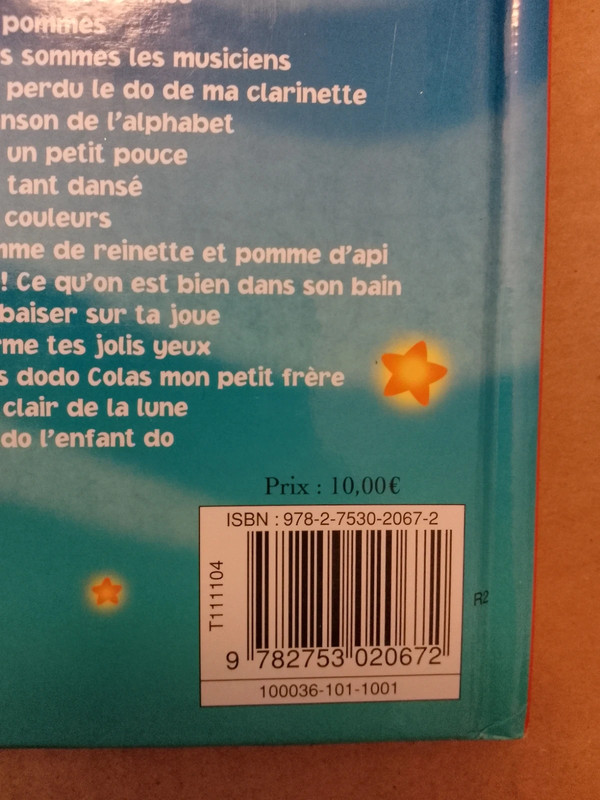 pommes
s sommes les musiciens
perdu le do de ma clarinette
nson de l'alphabet
un petit pouce
tant dansé
couleurs
mme de reinette et pomme d'api
! Ce qu'on est bien dans son bain
baiser sur ta joue
rme tes jolis yeux
s dodo Colas mon petit frère
clair de la lune
do l'enfant do
Prix : 10,00€
ISBN : 978-2-7530-2067-2
T111104
R2
9 782753 020672
100036-101-1001